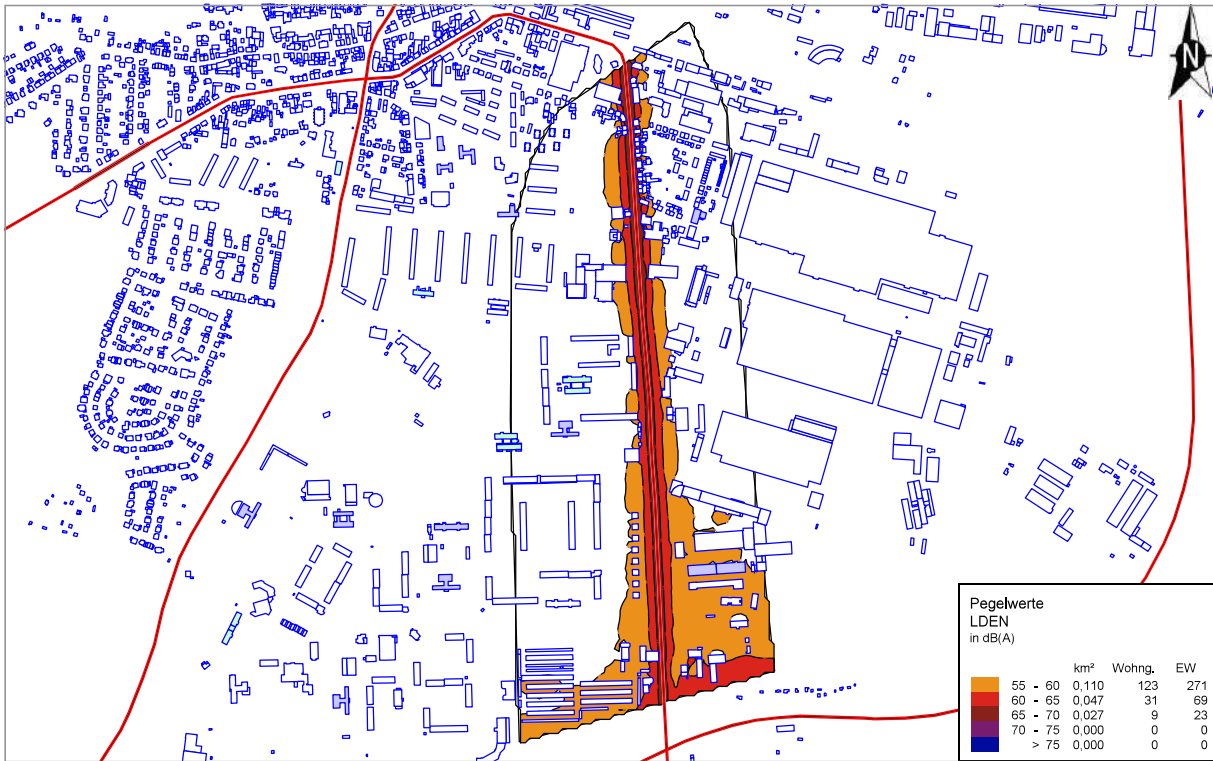 N
Pegelwerte
LDEN
in dB(A)
km² Wohng. EW
55 - 60 0,110 123 271
60 - 65 0,047 31 69
65 - 70 0,027 9 23
70 - 75 0,000 0 0
> 75 0,000 0 0